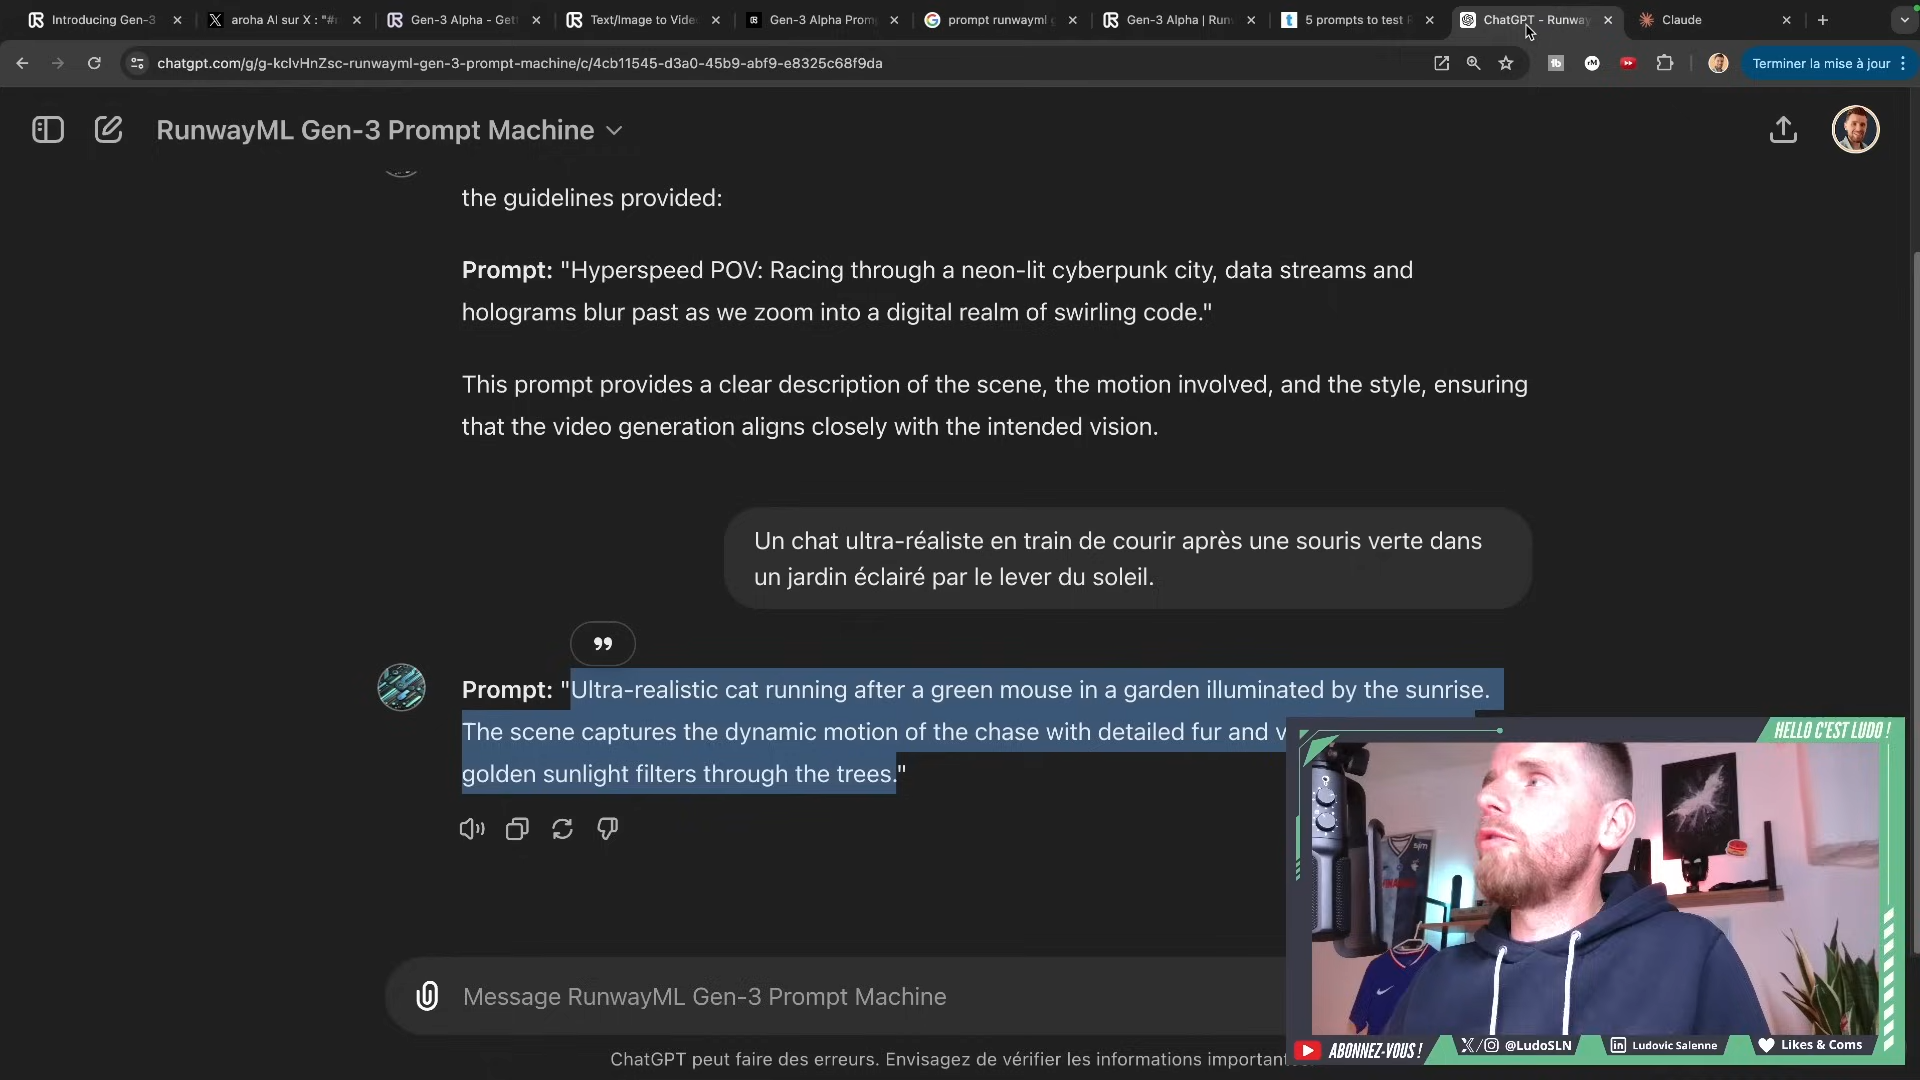 Introducing Gen-3
aroha AI sur X : "#
Gen-3 Alpha - Get
Text/Image to Vide
Gen-3 Alpha Prom
prompt runwayml g
Gen-3 Alpha | Run
5 prompts to test
ChatGPT - Runway
Claude
chatgpt.com/g/g-kclvHnZsc-runwayml-gen-3-prompt-machine/c/4cb11545-d3a0-45b9-abf9-e8325c68f9da
Terminer la mise à jour
RunwayML Gen-3 Prompt Machine
the guidelines provided:
Prompt: "Hyperspeed POV: Racing through a neon-lit cyberpunk city, data streams and
holograms blur past as we zoom into a digital realm of swirling code."
This prompt provides a clear description of the scene, the motion involved, and the style, ensuring
that the video generation aligns closely with the intended vision.
Un chat ultra-réaliste en train de courir après une souris verte dans
un jardin éclairé par le lever du soleil.
Prompt: "Ultra-realistic cat running after a green mouse in a garden illuminated by the sunrise.
The scene captures the dynamic motion of the chase with detailed fur and v
golden sunlight filters through the trees."
Message RunwayML Gen-3 Prompt Machine
ChatGPT peut faire des erreurs. Envisagez de vérifier les informations importan
HELLO C'EST LUDO !
ABONNEZ-VOUS !
@LudoSLN
Ludovic Salenne
Likes & Coms